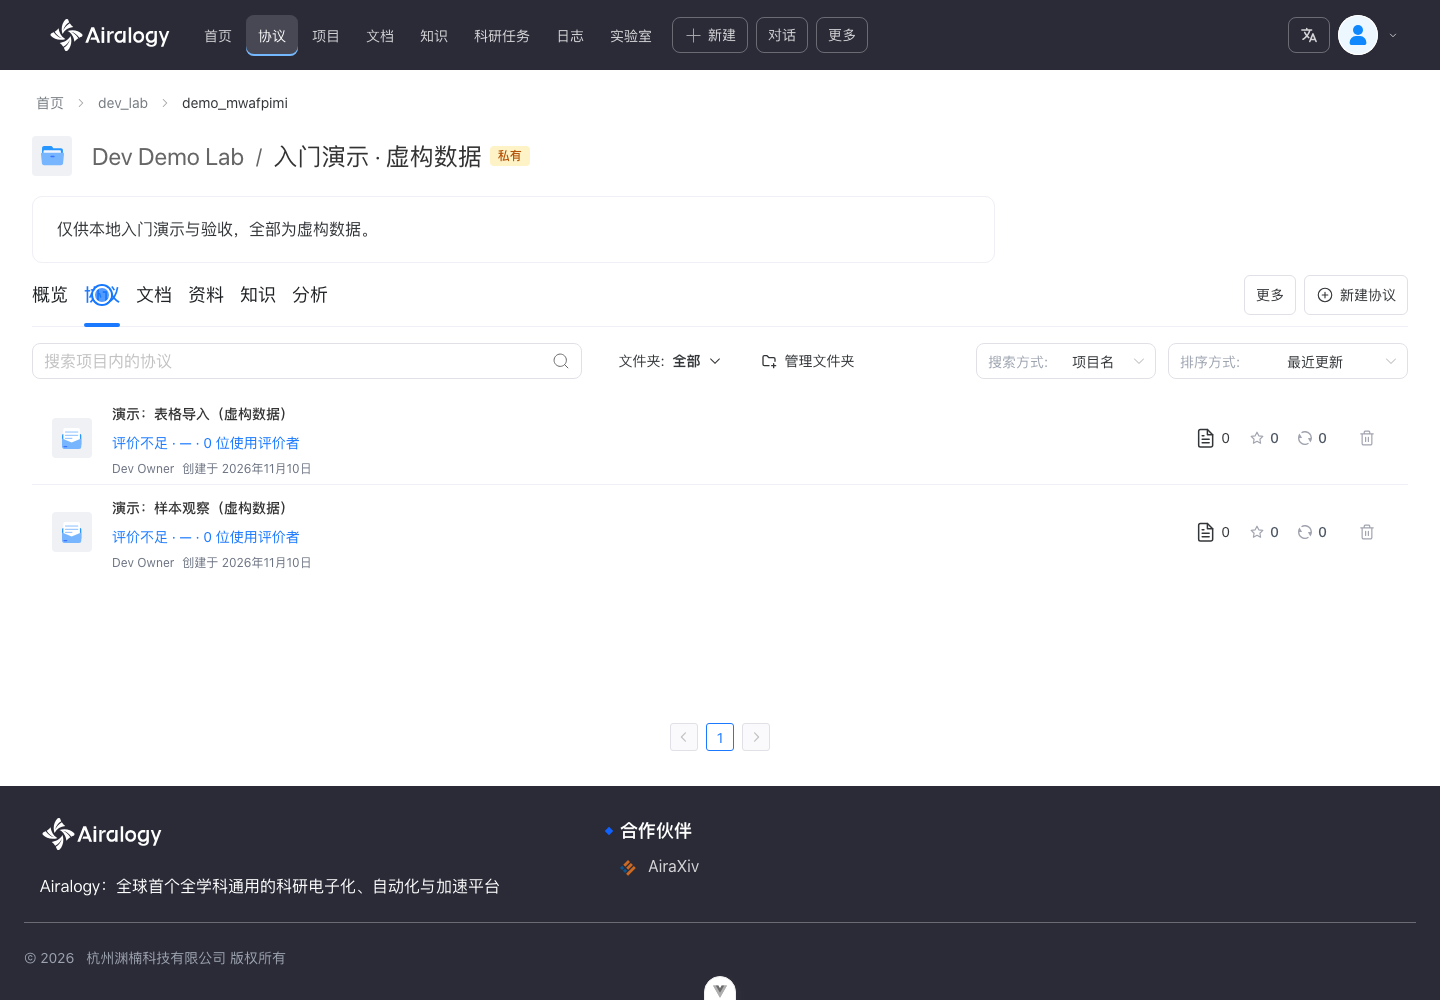 Airalogy 首页 协议 项目 文档 知识 科研任务 日志 实验室 新建 对话 更多
首页 dev_lab demo_mwafpimi
Dev Demo Lab / 入门演示 · 虚构数据 私有
仅供本地入门演示与验收，全部为虚构数据。
概览 协议 文档 资料 知识 分析 更多 新建协议
搜索项目内的协议 文件夹: 全部 管理文件夹 搜索方式: 项目名 排序方式: 最近更新
演示：表格导入（虚构数据）
评价不足 · — · 0 位使用评价者 0 0 0
Dev Owner 创建于 2026年11月10日
演示：样本观察（虚构数据）
评价不足 · — · 0 位使用评价者 0 0 0
Dev Owner 创建于 2026年11月10日
1
Airalogy 合作伙伴
AiraXiv
Airalogy：全球首个全学科通用的科研电子化、自动化与加速平台
© 2026 杭州渊楠科技有限公司 版权所有